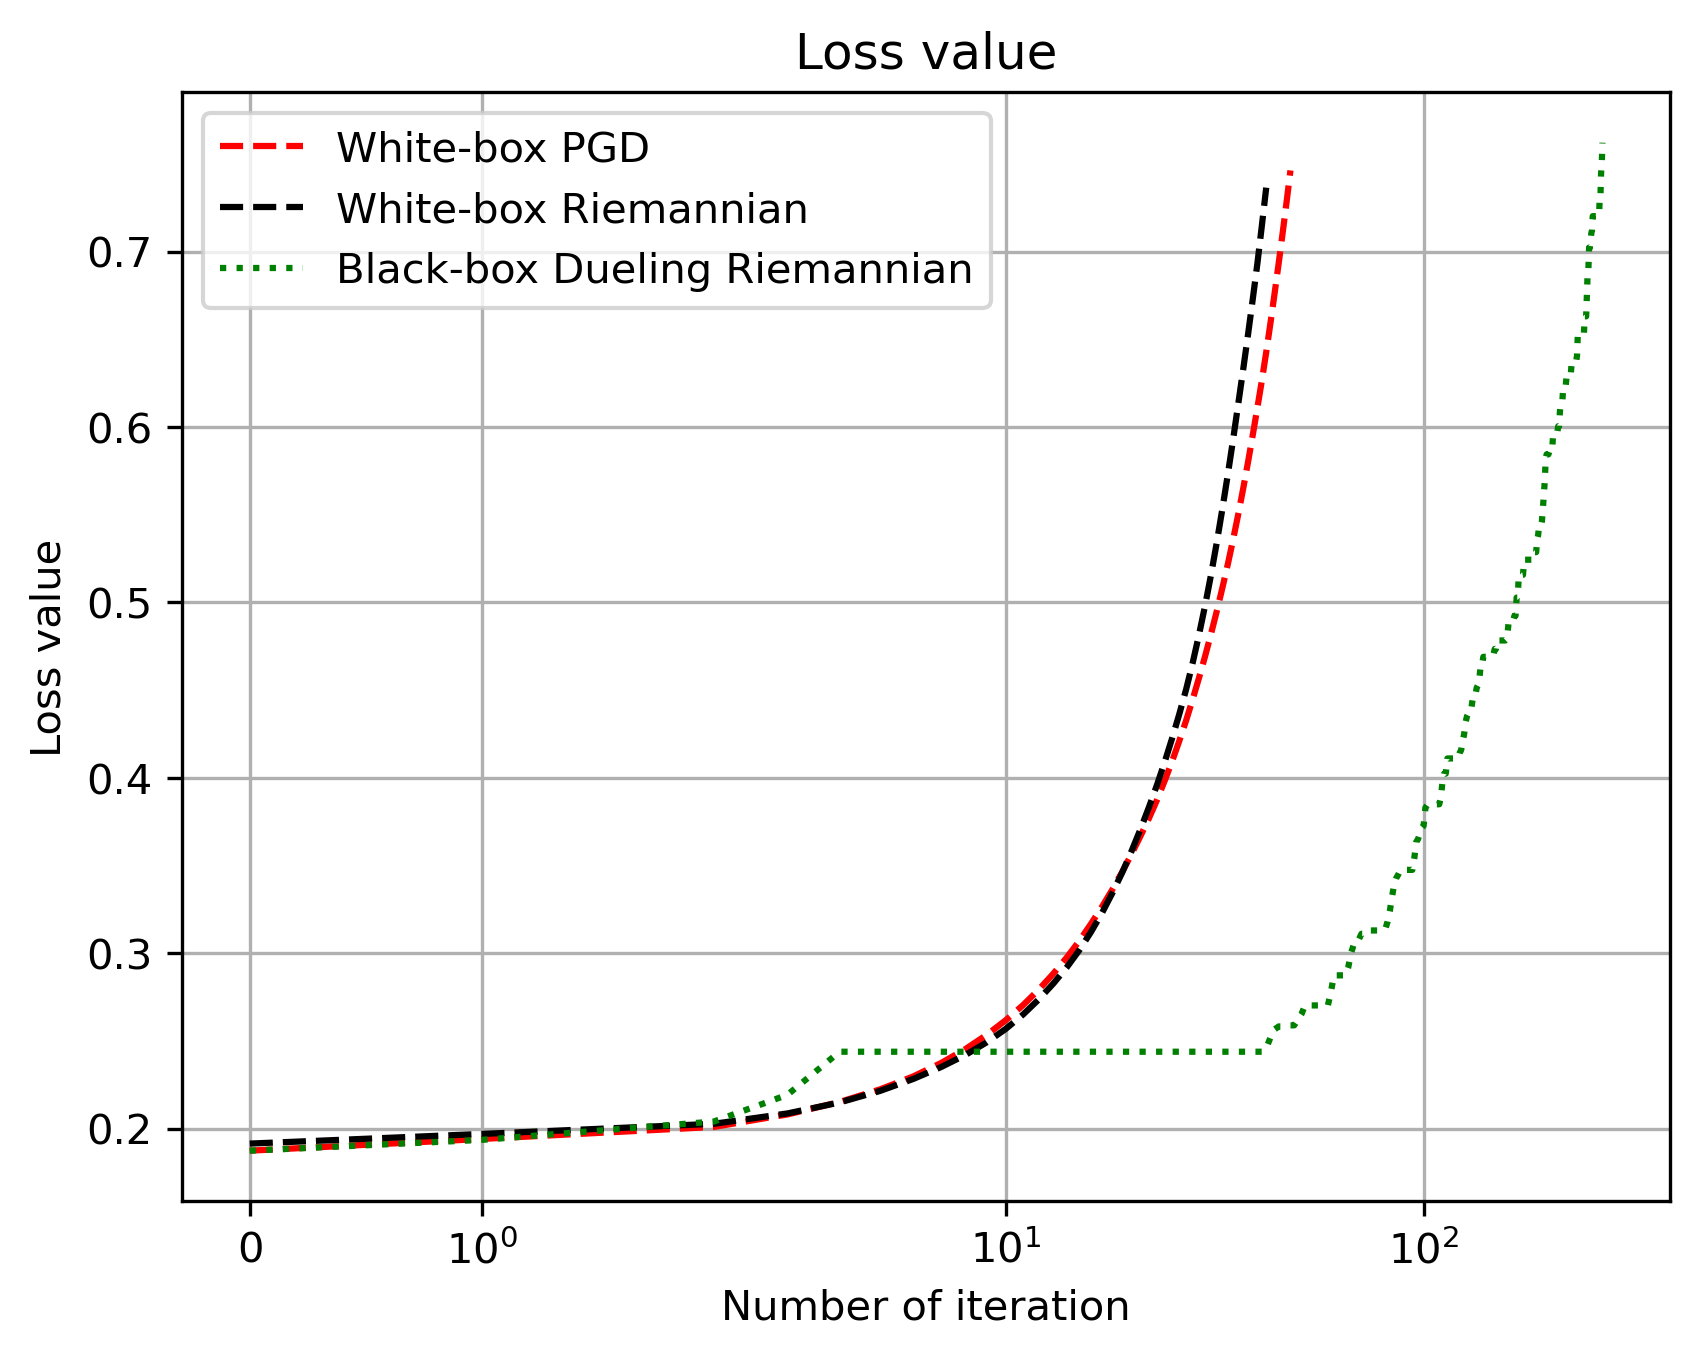 Loss value
White-box PGD
White-box Riemannian
Black-box Dueling Riemannian
Loss value
0.7
0.6
0.5
0.4
0.3
0.2
0 10⁰ 10¹ 10²
Number of iteration